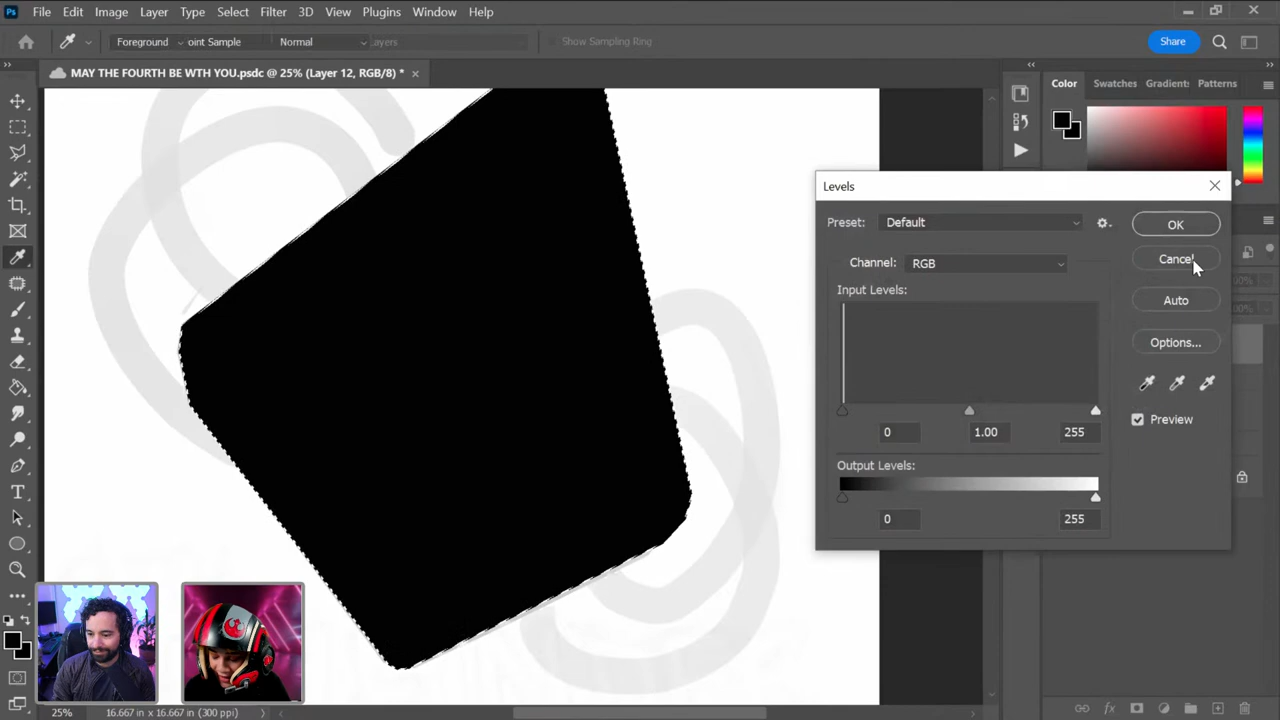 Ps File Edit Image Layer Type Select Filter 3D View Plugins Window Help
Foreground oint Sample Normal ayers Show Sampling Ring Share
MAY THE FOURTH BE WTH YOU.psdc @ 25% (Layer 12, RGB/8) *
Color Swatches Gradient: Patterns
Levels
Preset: Default
OK
Channel: RGB
Cancel
Input Levels:
Auto
Options...
0 1.00 255
Preview
Output Levels:
0 255
25% 16.667 in x 16.667 in (300 ppi)